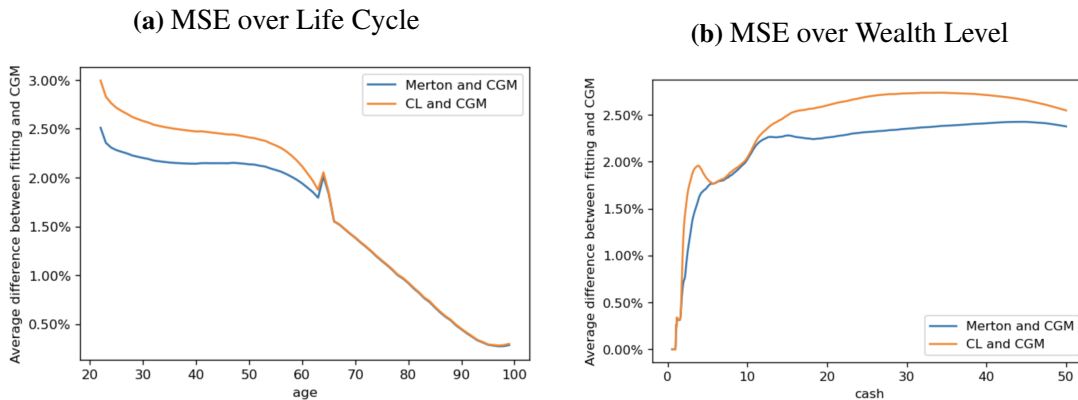 (a) MSE over Life Cycle
Average difference between fitting and CGM
3.00%
2.50%
2.00%
1.50%
1.00%
0.50%
Merton and CGM
CL and CGM
20 30 40 50 60 70 80 90 100
age
(b) MSE over Wealth Level
Average difference between fitting and CGM
2.50%
2.00%
1.50%
1.00%
0.50%
0.00%
Merton and CGM
CL and CGM
0 10 20 30 40 50
cash